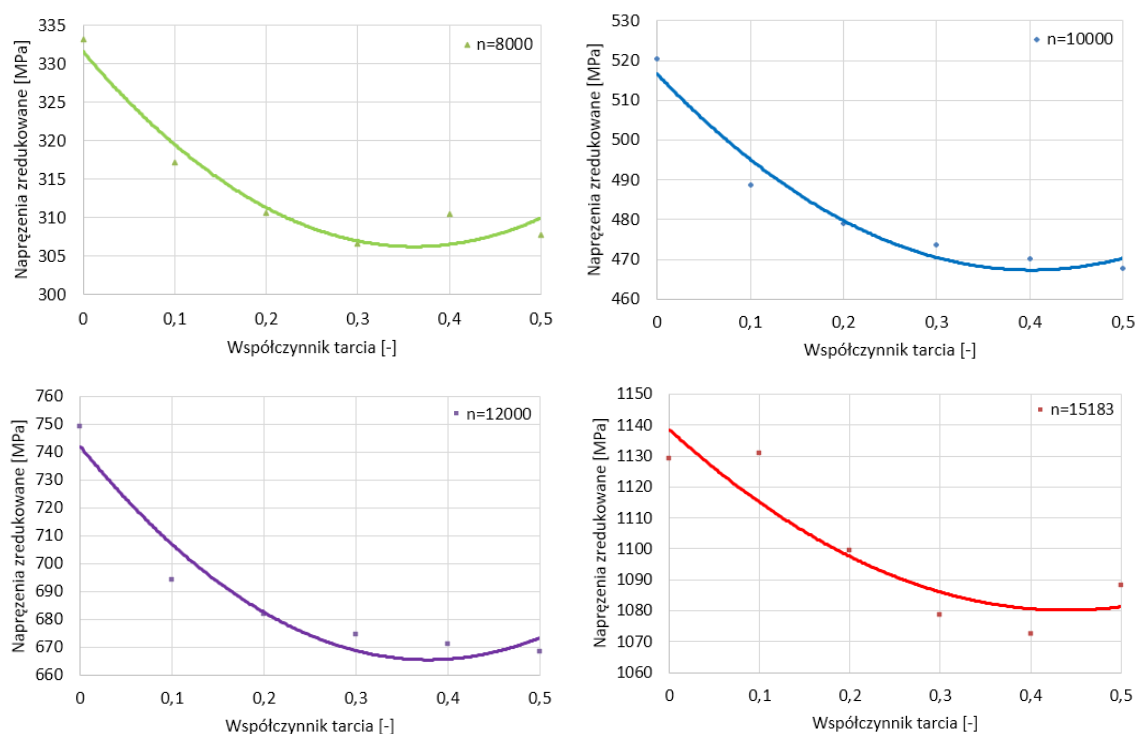 Naprężenia zredukowane [MPa]
n=8000
335
330
325
320
315
310
305
300
0 0,1 0,2 0,3 0,4 0,5
Współczynnik tarcia [-]
Naprężenia zredukowane [MPa]
n=10000
530
520
510
500
490
480
470
460
0 0,1 0,2 0,3 0,4 0,5
Współczynnik tarcia [-]
Naprężenia zredukowane [MPa]
n=12000
760
750
740
730
720
710
700
690
680
670
660
0 0,1 0,2 0,3 0,4 0,5
Współczynnik tarcia [-]
Naprężenia zredukowane [MPa]
n=15183
1150
1140
1130
1120
1110
1100
1090
1080
1070
1060
0 0,1 0,2 0,3 0,4 0,5
Współczynnik tarcia [-]